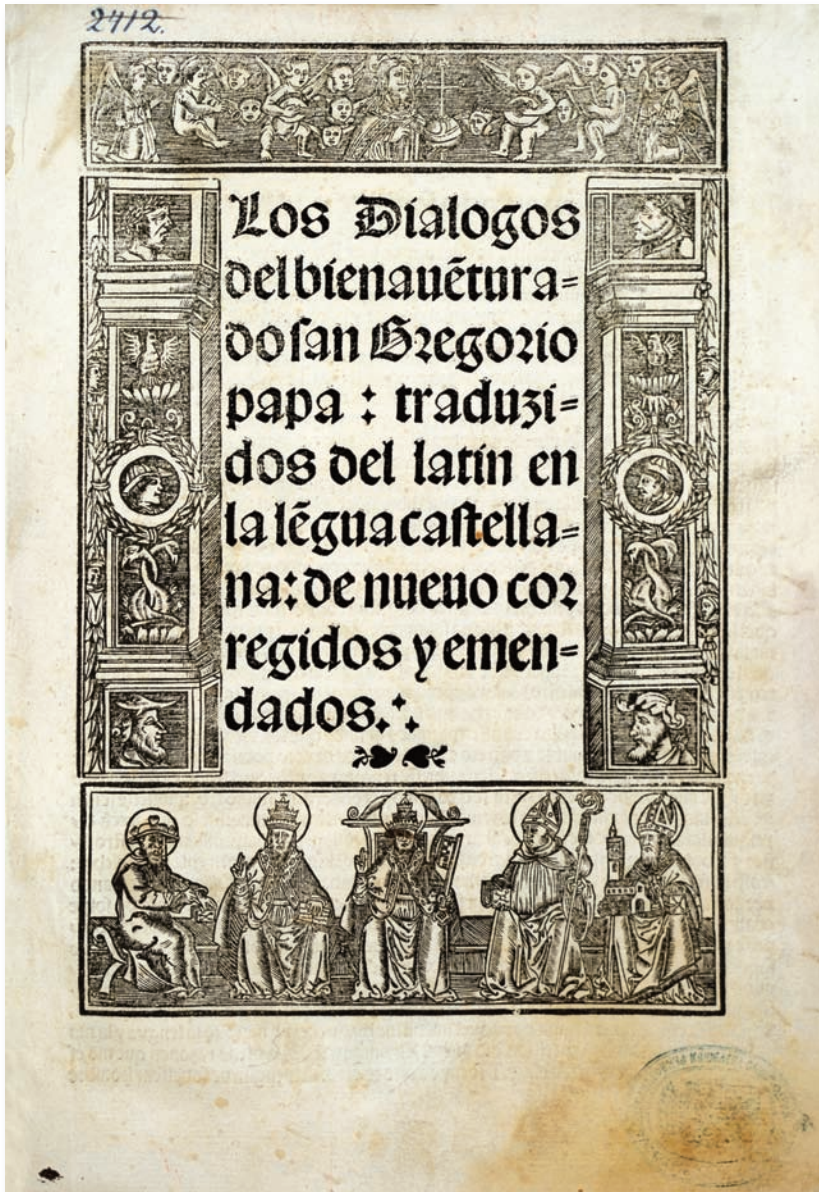 2412.
Los Dialogos
del bienauẽtura=
do ſan Gregorio
papa : traduzi=
dos del latin en
la lẽgua caſtella=
na: de nueuo cor
regidos y emen=
dados.